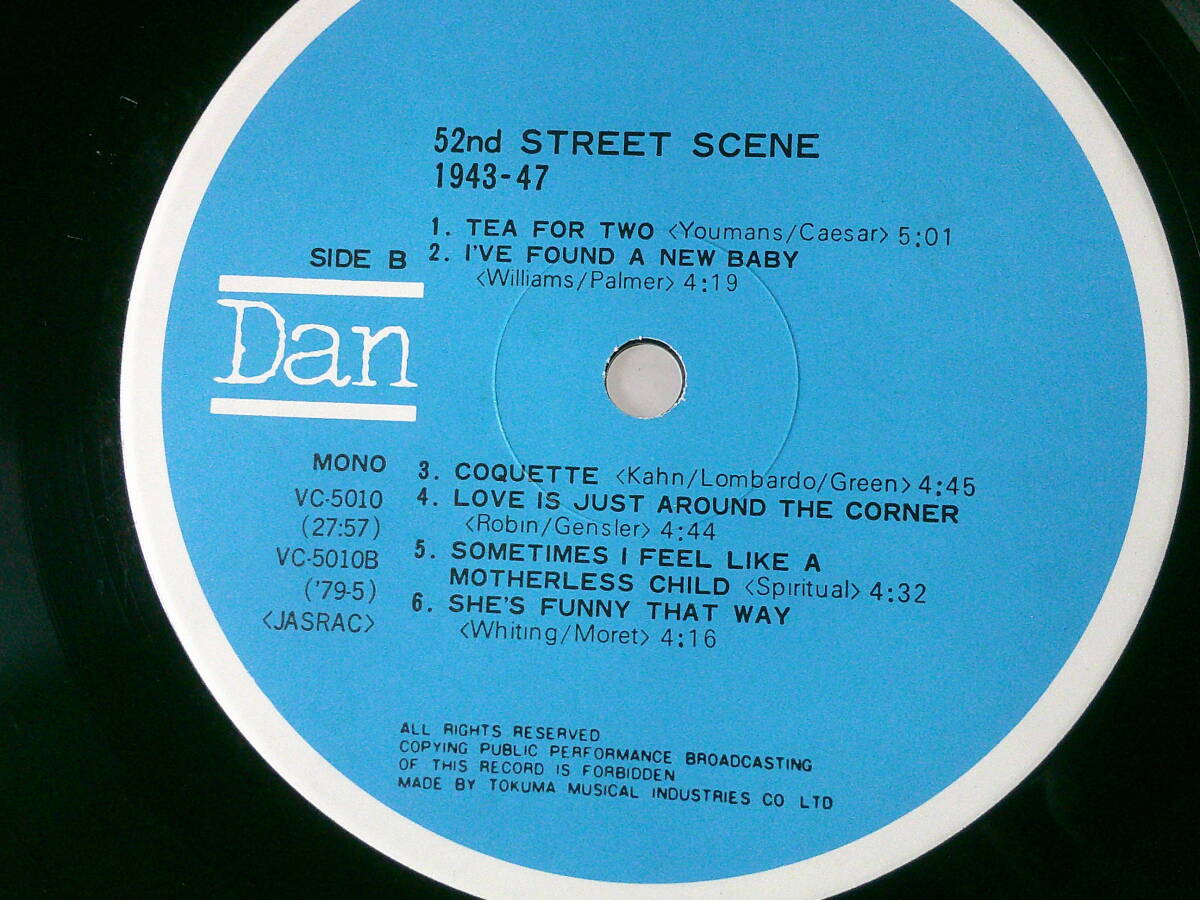 52nd STREET SCENE
1943-47
1. TEA FOR TWO <Youmans/Caesar> 5:01
2. I'VE FOUND A NEW BABY
<Williams/Palmer> 4:19
SIDE B
Dan
MONO
VC-5010
(27:57)
VC-5010B
('79-5)
<JASRAC>
3. COQUETTE <Kahn/Lombardo/Green> 4:45
4. LOVE IS JUST AROUND THE CORNER
<Robin/Gensler> 4:44
5. SOMETIMES I FEEL LIKE A
MOTHERLESS CHILD <Spiritual> 4:32
6. SHE'S FUNNY THAT WAY
<Whiting/Moret> 4:16
ALL RIGHTS RESERVED
COPYING PUBLIC PERFORMANCE BROADCASTING
OF THIS RECORD IS FORBIDDEN
MADE BY TOKUMA MUSICAL INDUSTRIES CO LTD